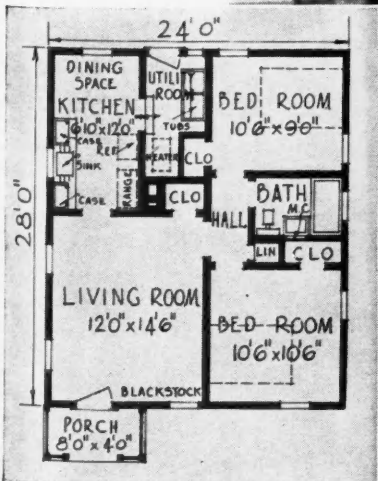 24'0"
28'0"
DINING
SPACE
KITCHEN
6'10"x12'0"
CASE
SINK
CASE
REF.
RANGE
UTILI
ROOM
TUBS
HEATER
CLO
BED ROOM
10'6"x9'0"
CLO
HALL
BATH
M.C.
LIN
CLO
LIVING ROOM
12'0"x14'6"
BED ROOM
10'6"x10'6"
BLACKSTOCK
PORCH
8'0"x4'0"